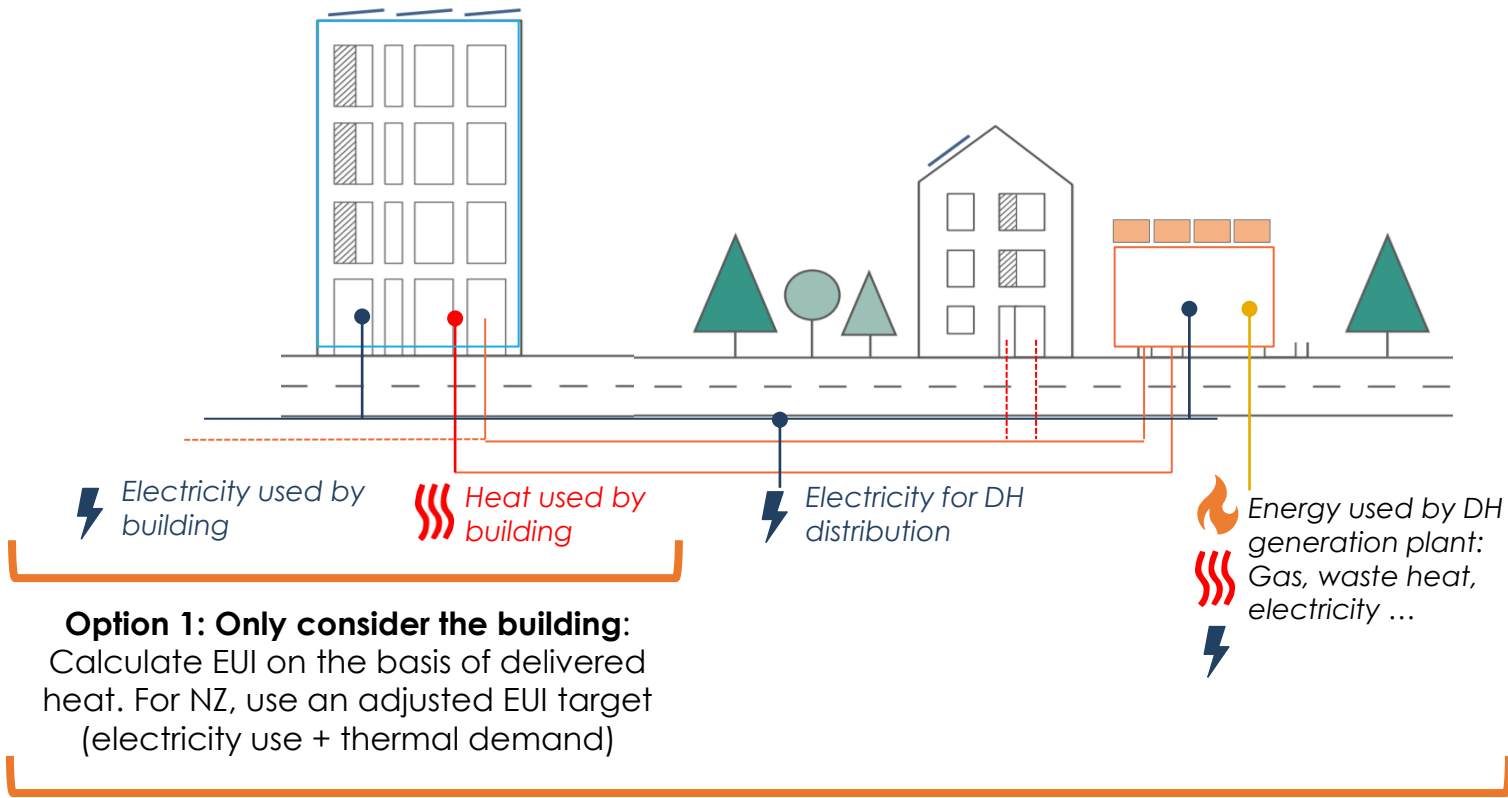 Electricity used by
building
Heat used by
building
Electricity for DH
distribution
Energy used by DH
generation plant:
Gas, waste heat,
electricity …
Option 1: Only consider the building:
Calculate EUI on the basis of delivered
heat. For NZ, use an adjusted EUI target
(electricity use + thermal demand)